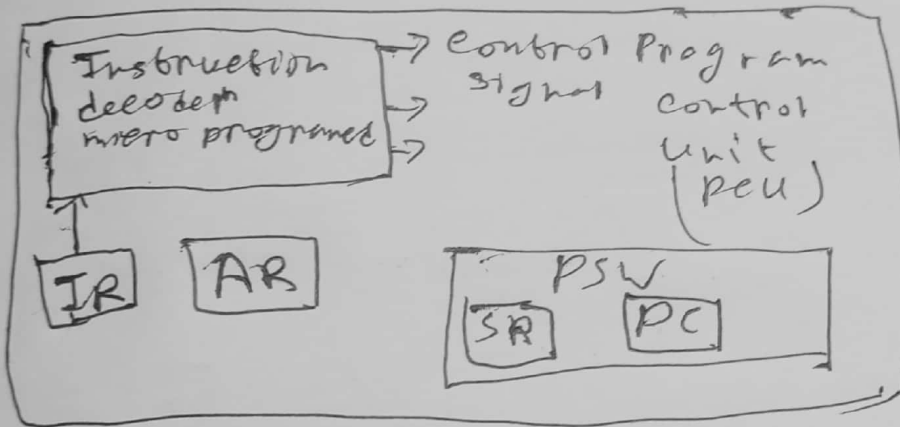 Instruction
decoder
micro programed
Control
signal
Program
control
unit
(PCU)
IR
AR
PSW
SR
PC